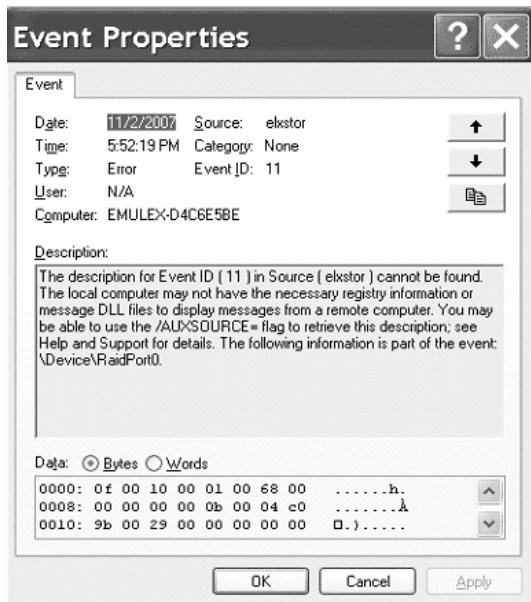 Event Properties
?
Event
Date: 11/2/2007 Source: elxstor
Time: 5:52:19 PM Category: None
Type: Error Event ID: 11
User: N/A
Computer: EMULEX-D4C6E5BE
Description:
The description for Event ID ( 11 ) in Source ( elxstor ) cannot be found.
The local computer may not have the necessary registry information or
message DLL files to display messages from a remote computer. You may
be able to use the /AUXSOURCE= flag to retrieve this description; see
Help and Support for details. The following information is part of the event:
\Device\RaidPort0.
Data: Bytes Words
0000: 0f 00 10 00 01 00 68 00 ......h.
0008: 00 00 00 00 0b 00 04 c0 .......À
0010: 9b 00 29 00 00 00 00 00 □.).....
OK Cancel Apply